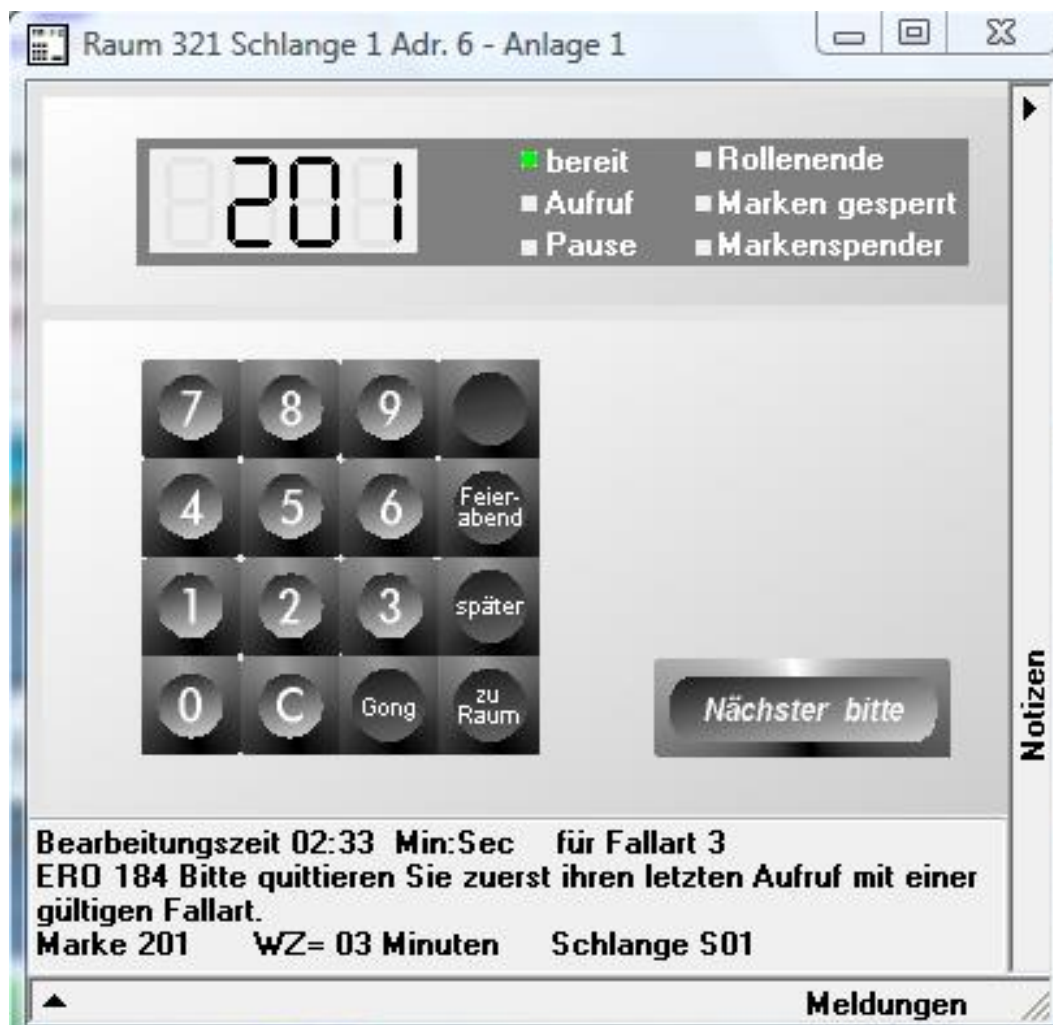 Raum 321 Schlange 1 Adr. 6 - Anlage 1
201
bereit
Rollenende
Aufruf
Marken gesperrt
Pause
Markenspender
7 8 9
4 5 6 Feier-
abend
1 2 3 später
0 C Gong zu
Raum
Nächster bitte
Notizen
Bearbeitungszeit 02:33 Min:Sec für Fallart 3
ERO 184 Bitte quittieren Sie zuerst ihren letzten Aufruf mit einer
gültigen Fallart.
Marke 201 WZ= 03 Minuten Schlange S01
Meldungen